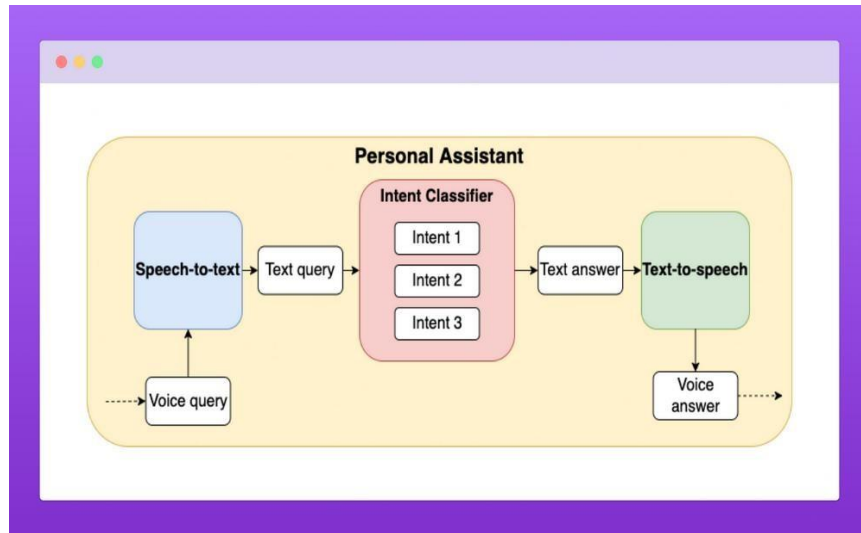 Personal Assistant
Intent Classifier
Intent 1
Speech-to-text
Text query
Intent 2
Text answer
Text-to-speech
Intent 3
Voice query
Voice
answer